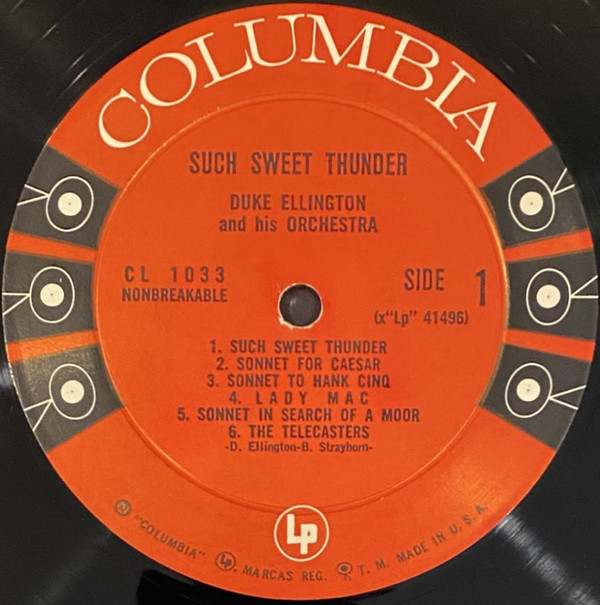 COLUMBIA
SUCH SWEET THUNDER
DUKE ELLINGTON
and his ORCHESTRA
CL 1033
NONBREAKABLE
SIDE 1
(x"Lp" 41496)
1. SUCH SWEET THUNDER
2. SONNET FOR CAESAR
3. SONNET TO HANK CINQ
4. LADY MAC
5. SONNET IN SEARCH OF A MOOR
6. THE TELECASTERS
-D. Ellington-B. Strayhorn-
LP
"COLUMBIA" Lp, MARCAS REG. T. M. MADE IN U.S.A.